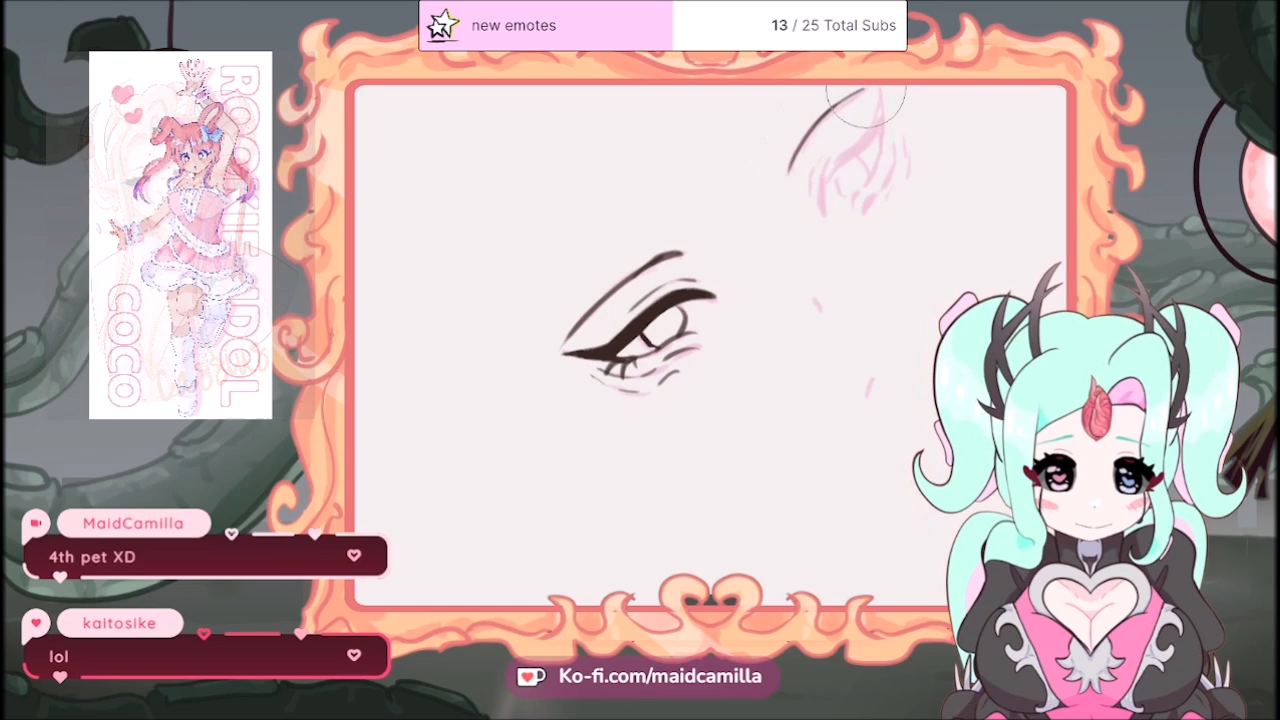 new emotes
13 / 25 Total Subs
ROOKIE IDOL
COCO
MaidCamilla
4th pet XD
kaitosike
lol
Ko-fi.com/maidcamilla